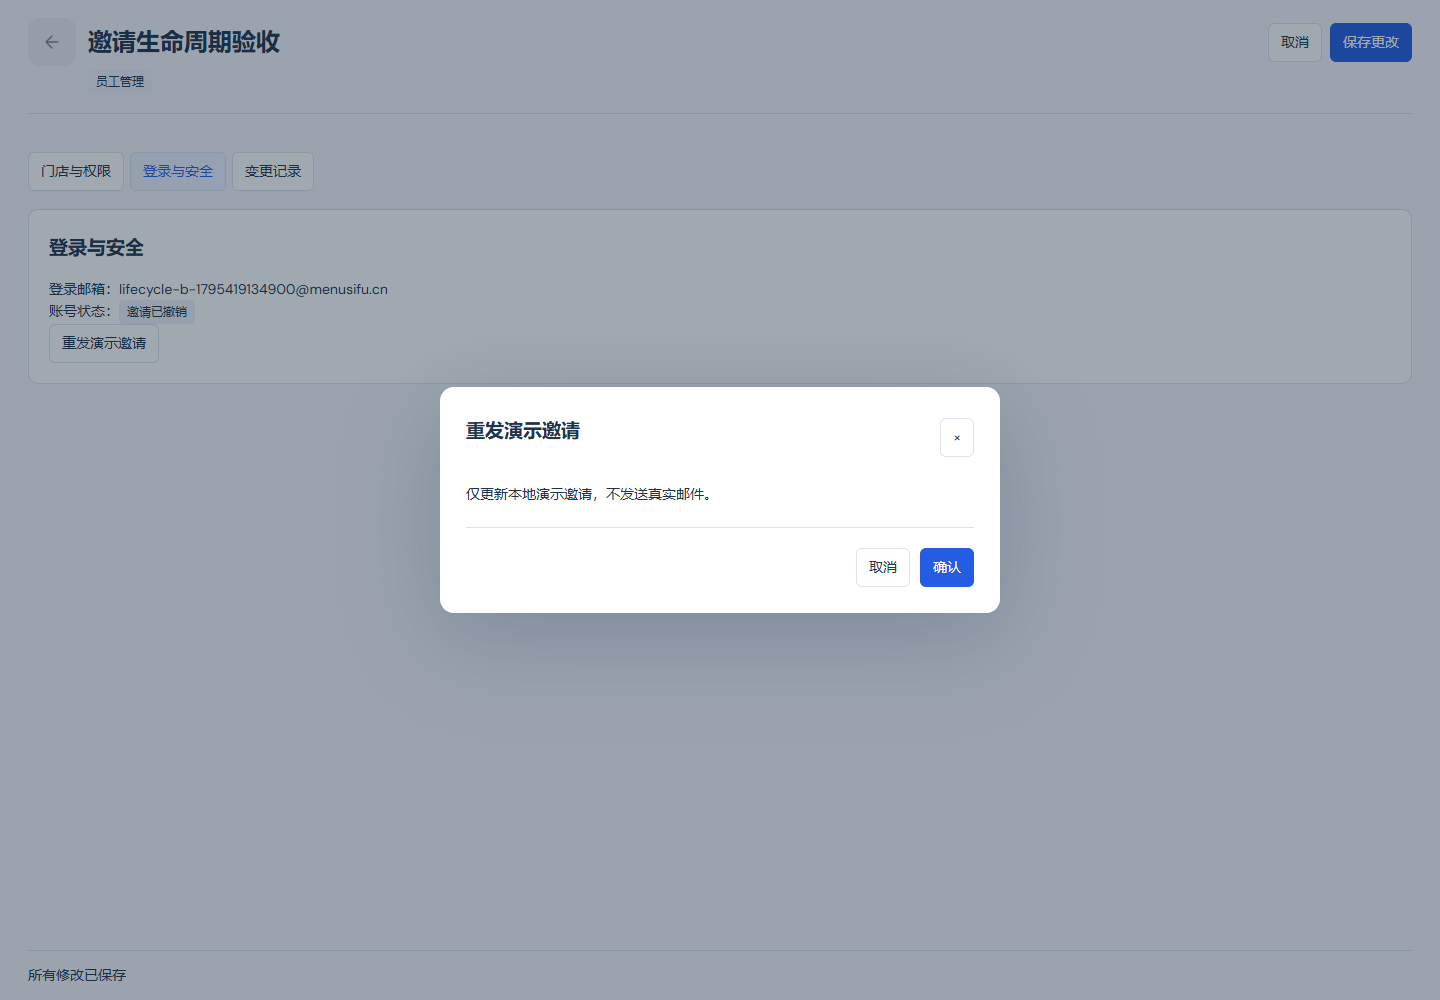 邀请生命周期验收
取消
保存更改
员工管理
门店与权限
登录与安全
变更记录
登录与安全
登录邮箱：lifecycle-b-1795419134900@menusifu.cn
账号状态：邀请已撤销
重发演示邀请
重发演示邀请
×
仅更新本地演示邀请，不发送真实邮件。
取消
确认
所有修改已保存